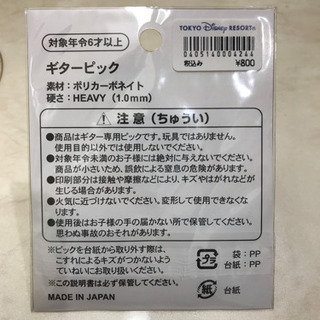 対象年令6才以上
TOKYO Disney RESORT®
0405140004244
税込み ¥800
ギターピック
素材：ポリカーボネイト
硬さ：HEAVY（1.0mm）
注意（ちゅうい）
●商品はギター専用ピックです。玩具ではありません。
使用目的以外では使用しないでください。
●対象年令未満のお子様には絶対に与えないでください。
商品が小さいため、誤飲による窒息の危険があります。
●印刷部分は接触や摩擦などにより、キズやはがれなどが
生じる場合があります。
●火気に近づけないでください。変形して使用できなく
なります。
●使用後はお子様の手の届かない所で保管してください。
思わぬ事故のおそれがあります。
※ピックを台紙から取り外す際は、
こすれによるキズがつかないよう
ていねいにお取り扱いください。
※この説明書は必ず保管してください。
MADE IN JAPAN
プラ
袋：PP
台紙：PP
紙
台紙